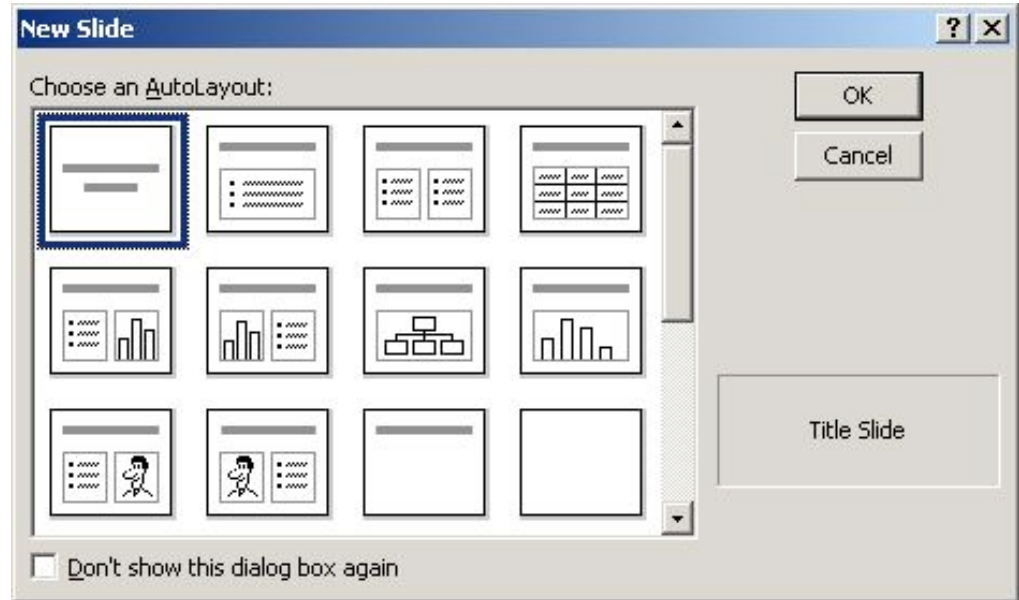 New Slide
Choose an AutoLayout:
OK
Cancel
Title Slide
Don't show this dialog box again